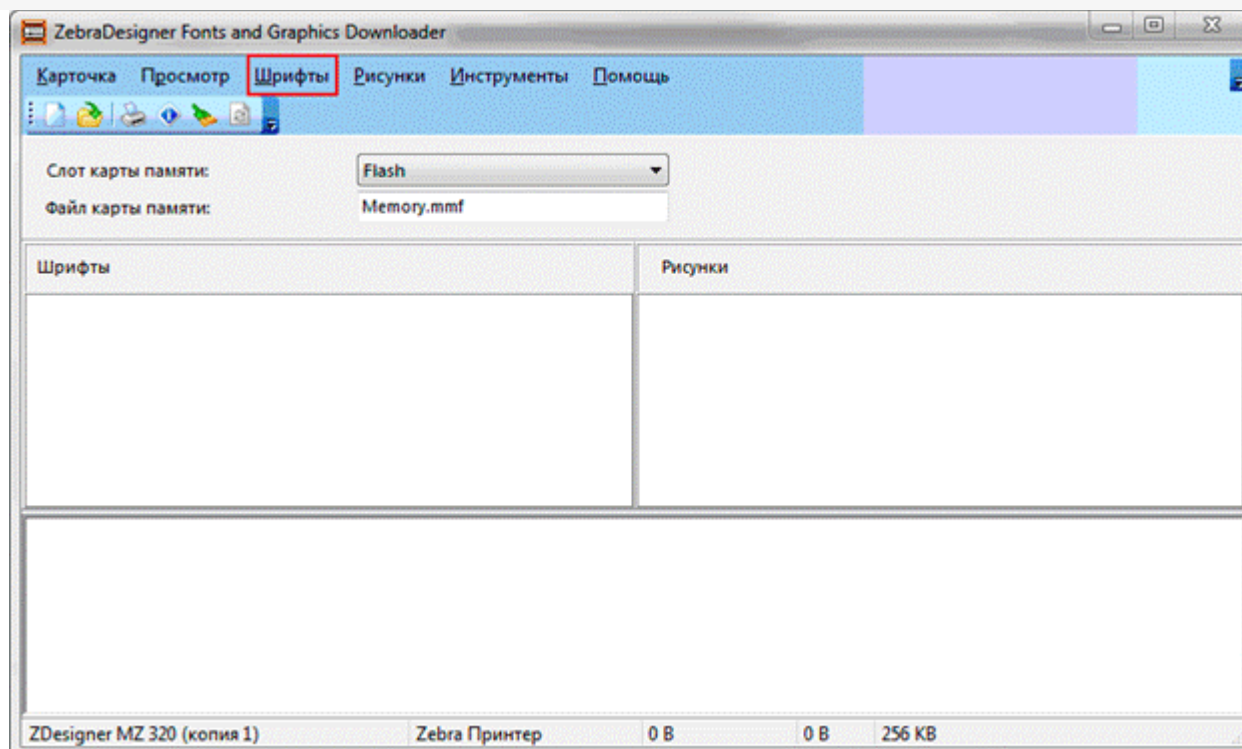 ZebraDesigner Fonts and Graphics Downloader
Карточка Просмотр Шрифты Рисунки Инструменты Помощь
Слот карты памяти: Flash
Файл карты памяти: Memory.mmf
Шрифты Рисунки
ZDesigner MZ 320 (копия 1) Zebra Принтер 0 B 0 B 256 KB